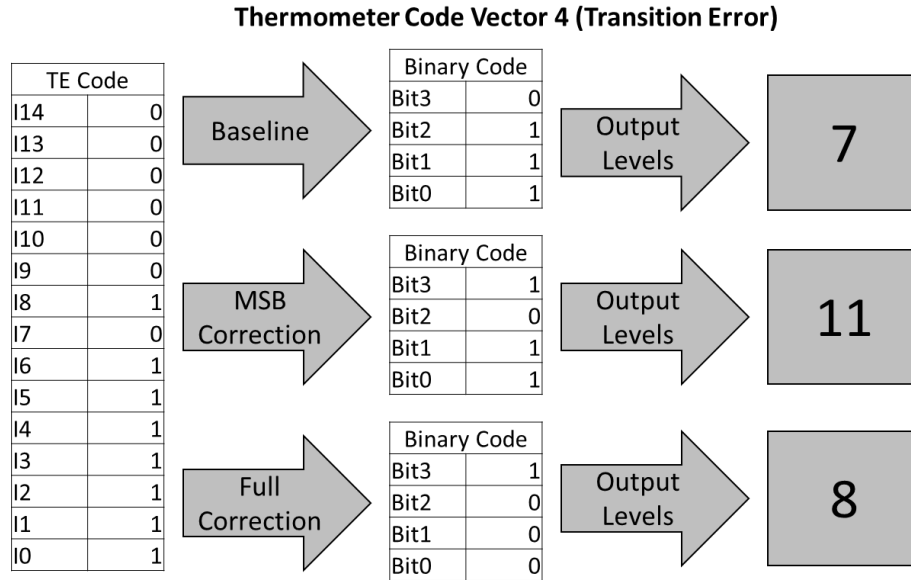 Thermometer Code Vector 4 (Transition Error)
TE Code
I14 0
I13 0
I12 0
I11 0
I10 0
I9 0
I8 1
I7 0
I6 1
I5 1
I4 1
I3 1
I2 1
I1 1
I0 1
Baseline
Binary Code
Bit3 0
Bit2 1
Bit1 1
Bit0 1
Output
Levels
7
MSB
Correction
Binary Code
Bit3 1
Bit2 0
Bit1 1
Bit0 1
Output
Levels
11
Full
Correction
Binary Code
Bit3 1
Bit2 0
Bit1 0
Bit0 0
Output
Levels
8